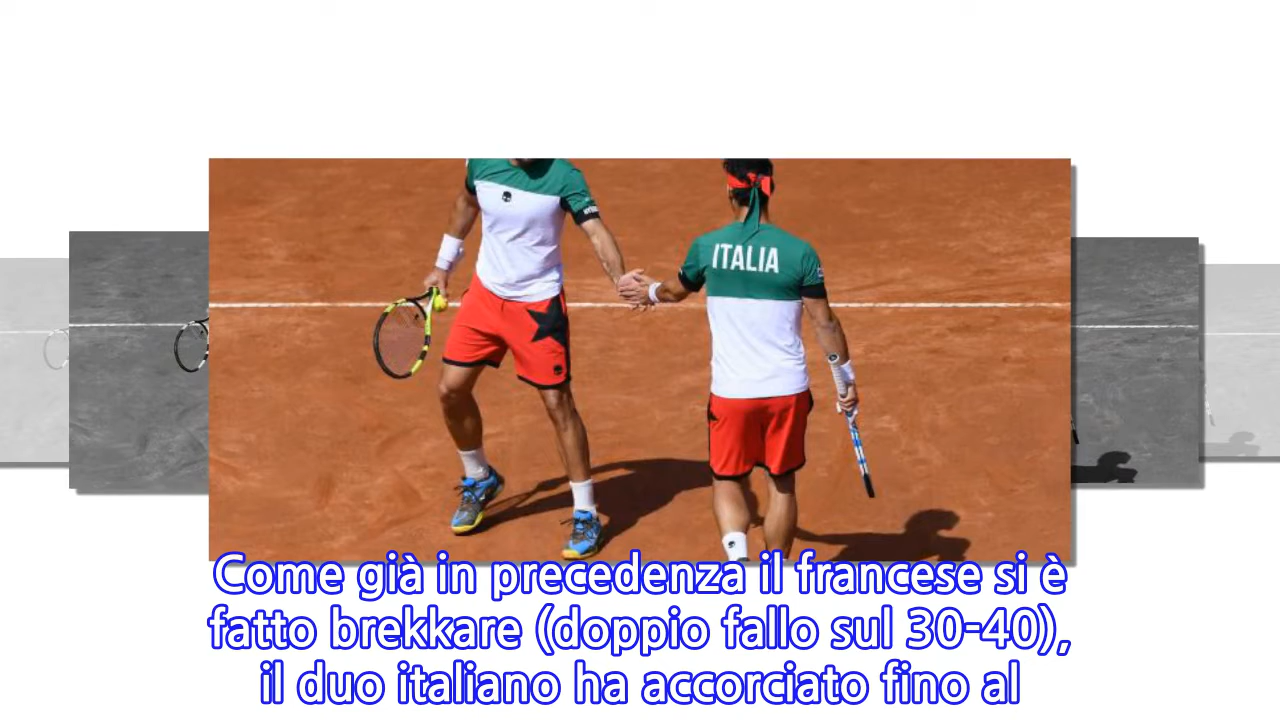 ITALIA
Come già in precedenza il francese si è
fatto brekkare (doppio fallo sul 30-40),
il duo italiano ha accorciato fino al